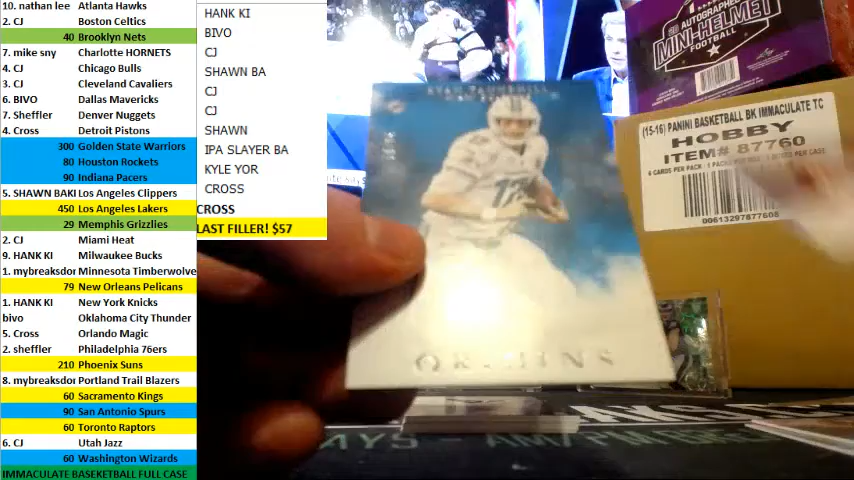 10. nathan lee Atlanta Hawks
2. CJ Boston Celtics
40 Brooklyn Nets
7. mike sny Charlotte HORNETS
4. CJ Chicago Bulls
3. CJ Cleveland Cavaliers
6. BIVO Dallas Mavericks
7. Sheffler Denver Nuggets
4. Cross Detroit Pistons
300 Golden State Warriors
80 Houston Rockets
90 Indiana Pacers
5. SHAWN BAKI Los Angeles Clippers
450 Los Angeles Lakers
29 Memphis Grizzlies
2. CJ Miami Heat
9. HANK KI Milwaukee Bucks
1. mybreaksdor Minnesota Timberwolve
79 New Orleans Pelicans
1. HANK KI New York Knicks
bivo Oklahoma City Thunder
5. Cross Orlando Magic
2. sheffler Philadelphia 76ers
210 Phoenix Suns
8. mybreaksdor Portland Trail Blazers
60 Sacramento Kings
90 San Antonio Spurs
60 Toronto Raptors
6. CJ Utah Jazz
60 Washington Wizards
IMMACULATE BASEKETBALL FULL CASE
HANK KI
BIVO
CJ
SHAWN BA
CJ
CJ
SHAWN
IPA SLAYER BA
KYLE YOR
CROSS
CROSS
LAST FILLER! $57
RYAN TANNEHILL
17
ORIGINS
AUTOGRAPHED
MINI-HELMET
FOOTBALL
(15-16) PANINI BASKETBALL BK IMMACULATE TC
HOBBY
ITEM# 87760